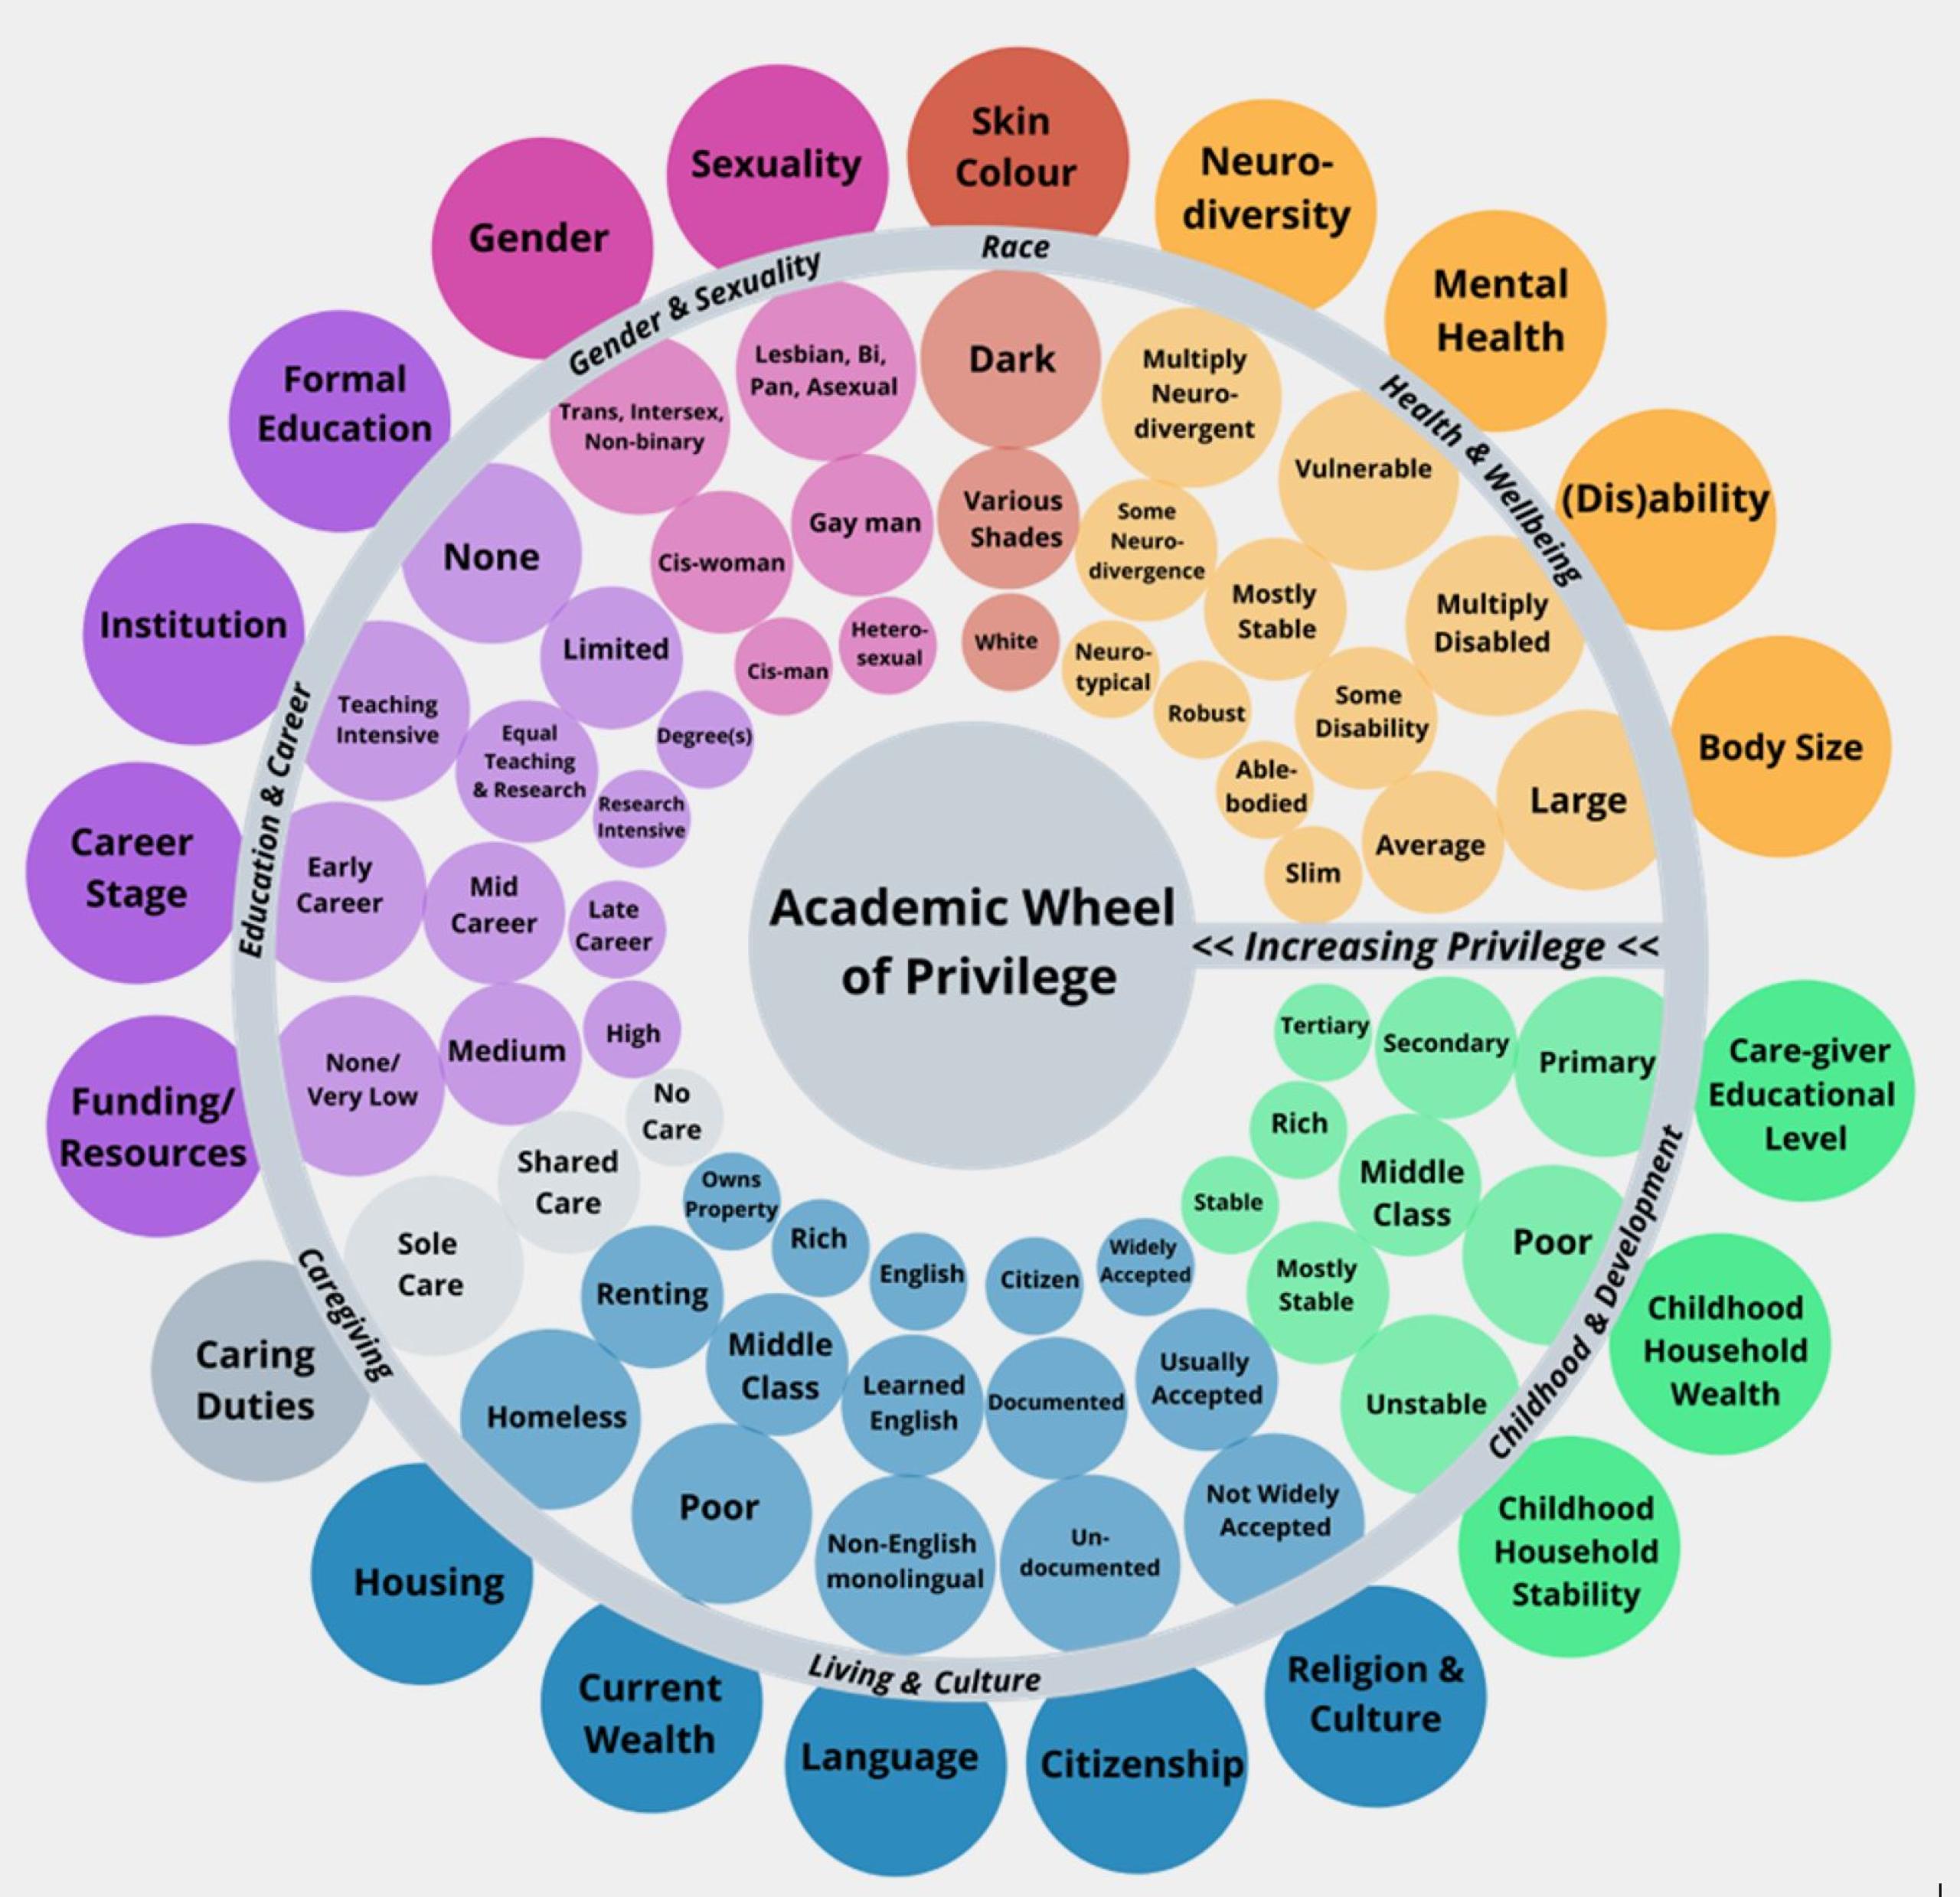 Academic Wheel
of Privilege
<< Increasing Privilege <<
Race
Skin
Colour
Dark
Various
Shades
White
Health & Wellbeing
Neuro-
diversity
Multiply
Neuro-
divergent
Some
Neuro-
divergence
Neuro-
typical
Mental
Health
Vulnerable
Mostly
Stable
Robust
(Dis)ability
Multiply
Disabled
Some
Disability
Able-
bodied
Body Size
Large
Average
Slim
Childhood & Development
Care-giver
Educational
Level
Primary
Secondary
Tertiary
Childhood
Household
Wealth
Poor
Middle
Class
Rich
Childhood
Household
Stability
Unstable
Mostly
Stable
Stable
Living & Culture
Religion &
Culture
Not Widely
Accepted
Usually
Accepted
Widely
Accepted
Citizenship
Un-
documented
Documented
Citizen
Language
Non-English
monolingual
Learned
English
English
Current
Wealth
Poor
Middle
Class
Rich
Housing
Homeless
Renting
Owns
Property
Caregiving
Caring
Duties
Sole
Care
Shared
Care
No
Care
Education & Career
Funding/
Resources
None/
Very Low
Medium
High
Career
Stage
Early
Career
Mid
Career
Late
Career
Institution
Teaching
Intensive
Equal
Teaching
& Research
Research
Intensive
Formal
Education
None
Limited
Degree(s)
Gender & Sexuality
Gender
Trans, Intersex,
Non-binary
Cis-woman
Cis-man
Sexuality
Lesbian, Bi,
Pan, Asexual
Gay man
Hetero-
sexual